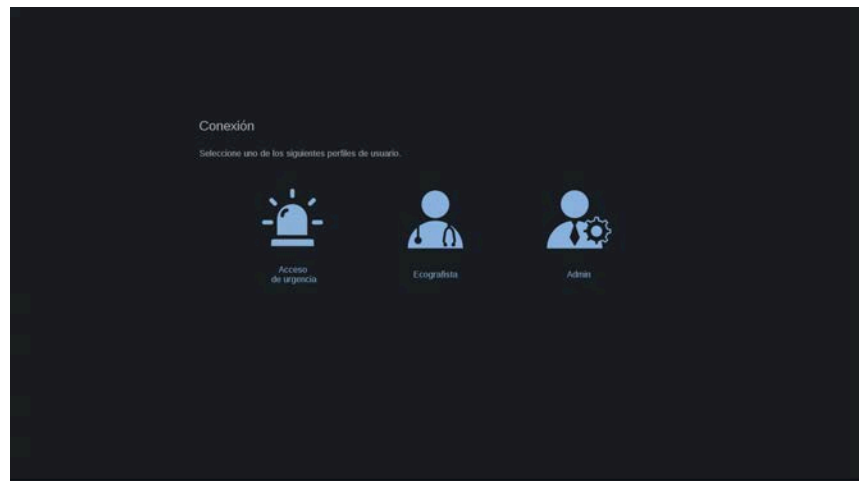 Conexión
Seleccione uno de los siguientes perfiles de usuario.
Acceso
de urgencia
Ecografista
Admin